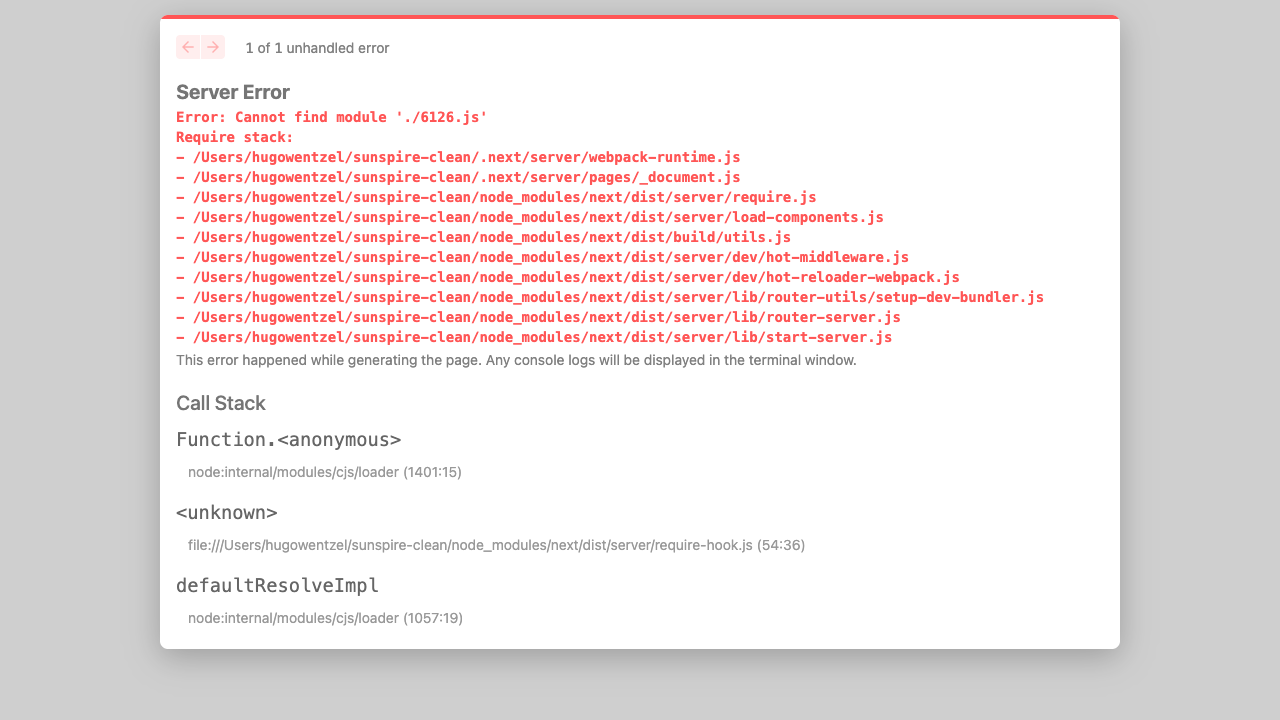 1 of 1 unhandled error
Server Error
Error: Cannot find module './6126.js'
Require stack:
- /Users/hugowentzel/sunspire-clean/.next/server/webpack-runtime.js
- /Users/hugowentzel/sunspire-clean/.next/server/pages/_document.js
- /Users/hugowentzel/sunspire-clean/node_modules/next/dist/server/require.js
- /Users/hugowentzel/sunspire-clean/node_modules/next/dist/server/load-components.js
- /Users/hugowentzel/sunspire-clean/node_modules/next/dist/build/utils.js
- /Users/hugowentzel/sunspire-clean/node_modules/next/dist/server/dev/hot-middleware.js
- /Users/hugowentzel/sunspire-clean/node_modules/next/dist/server/dev/hot-reloader-webpack.js
- /Users/hugowentzel/sunspire-clean/node_modules/next/dist/server/lib/router-utils/setup-dev-bundler.js
- /Users/hugowentzel/sunspire-clean/node_modules/next/dist/server/lib/router-server.js
- /Users/hugowentzel/sunspire-clean/node_modules/next/dist/server/lib/start-server.js
This error happened while generating the page. Any console logs will be displayed in the terminal window.
Call Stack
Function.<anonymous>
node:internal/modules/cjs/loader (1401:15)
<unknown>
file:///Users/hugowentzel/sunspire-clean/node_modules/next/dist/server/require-hook.js (54:36)
defaultResolveImpl
node:internal/modules/cjs/loader (1057:19)